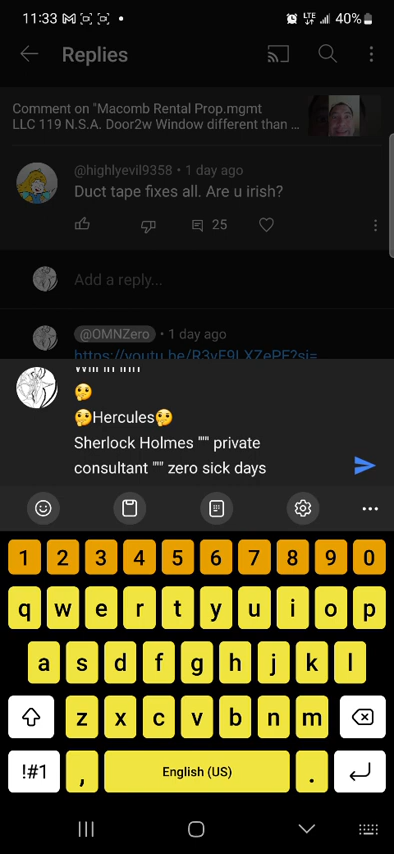 11:33 LTE 40%
Replies
Comment on "Macomb Rental Prop.mgmt
LLC 119 N.S.A. Door2w Window different than ...
@highlyevil9358 • 1 day ago
Duct tape fixes all. Are u irish?
25
Add a reply...
@OMNZero • 1 day ago
🤔
🤔Hercules🤔
Sherlock Holmes """ private
consultant """ zero sick days
1 2 3 4 5 6 7 8 9 0
q w e r t y u i o p
a s d f g h j k l
z x c v b n m
!#1 , English (US) .